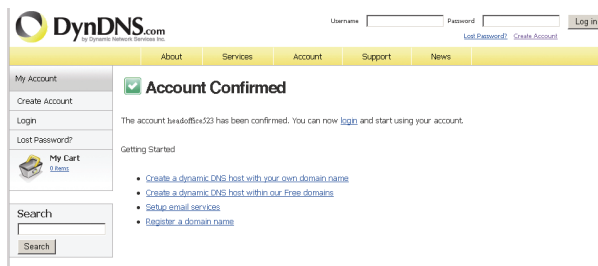 DynDNS.com
by Dynamic Network Services Inc.
Username
Password
Log in
Lost Password? Create Account
About Services Account Support News
My Account
Create Account
Login
Lost Password?
My Cart
0 items
Search
Search
Account Confirmed
The account headoffice523 has been confirmed. You can now login and start using your account.
Getting Started
Create a dynamic DNS host with your own domain name
Create a dynamic DNS host within our Free domains
Setup email services
Register a domain name